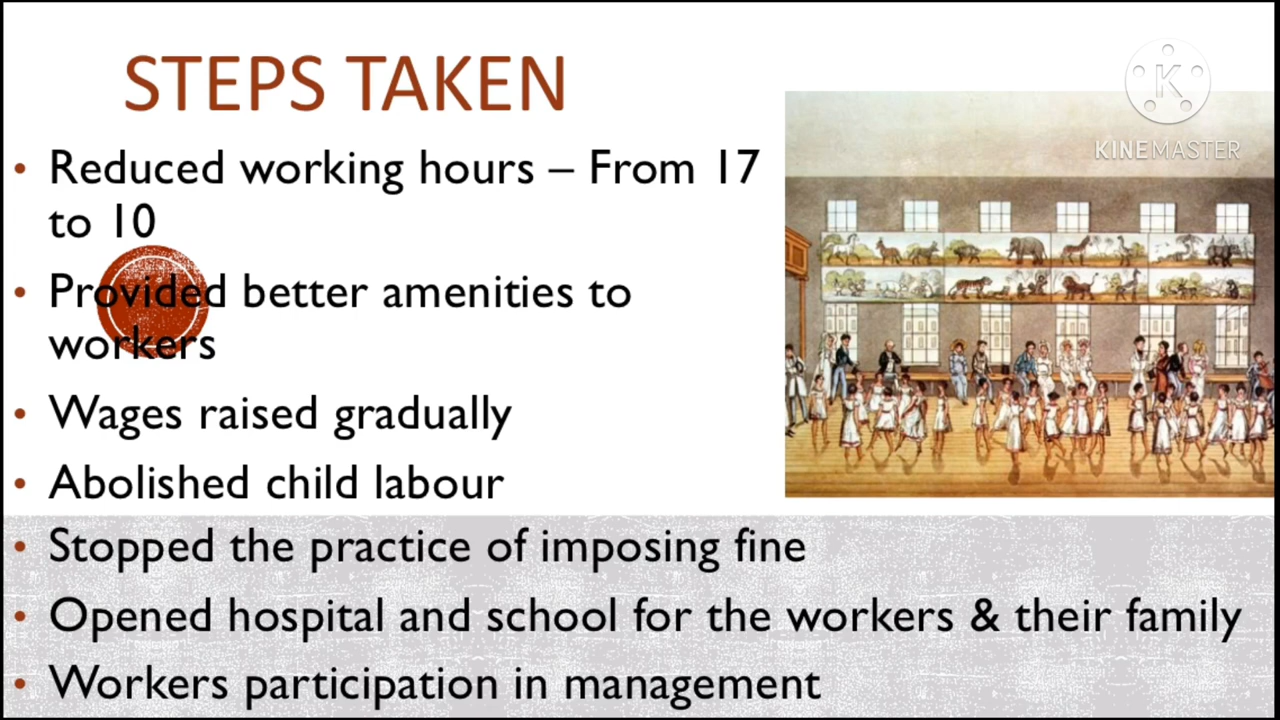 STEPS TAKEN
• Reduced working hours – From 17
to 10
• Provided better amenities to
workers
• Wages raised gradually
• Abolished child labour
• Stopped the practice of imposing fine
• Opened hospital and school for the workers & their family
• Workers participation in management
K
KINEMASTER